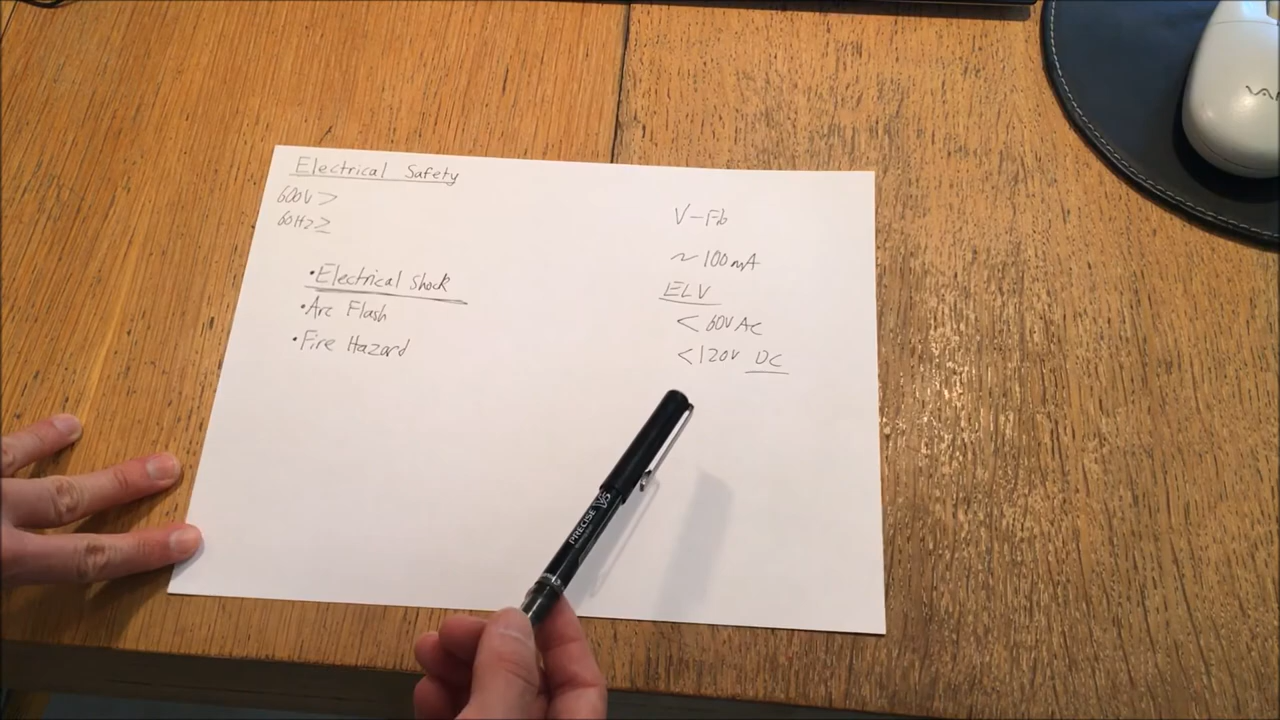 Electrical Safety
600V >
60Hz ≥
• Electrical Shock
• Arc Flash
• Fire Hazard
V-Fib
~100mA
ELV
<60V AC
<120V DC
PRECISE V5